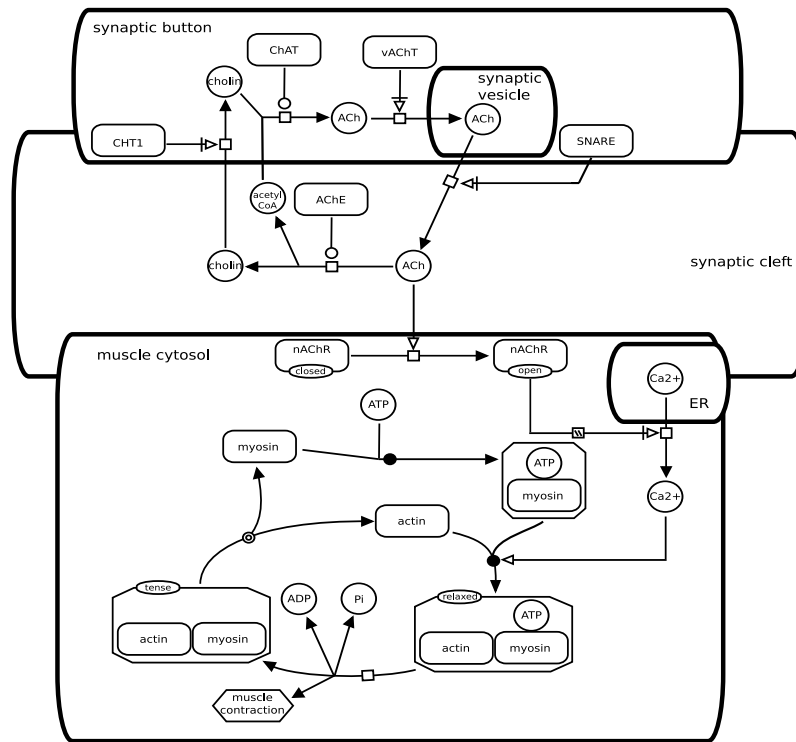 synaptic button
ChAT
vAChT
synaptic
vesicle
cholin
ACh
ACh
CHT1
SNARE
acetyl
CoA
AChE
cholin
ACh
synaptic cleft
muscle cytosol
nAChR
closed
nAChR
open
Ca2+
ER
ATP
myosin
ATP
myosin
Ca2+
actin
tense
actin
myosin
ADP
Pi
relaxed
ATP
actin
myosin
muscle
contraction